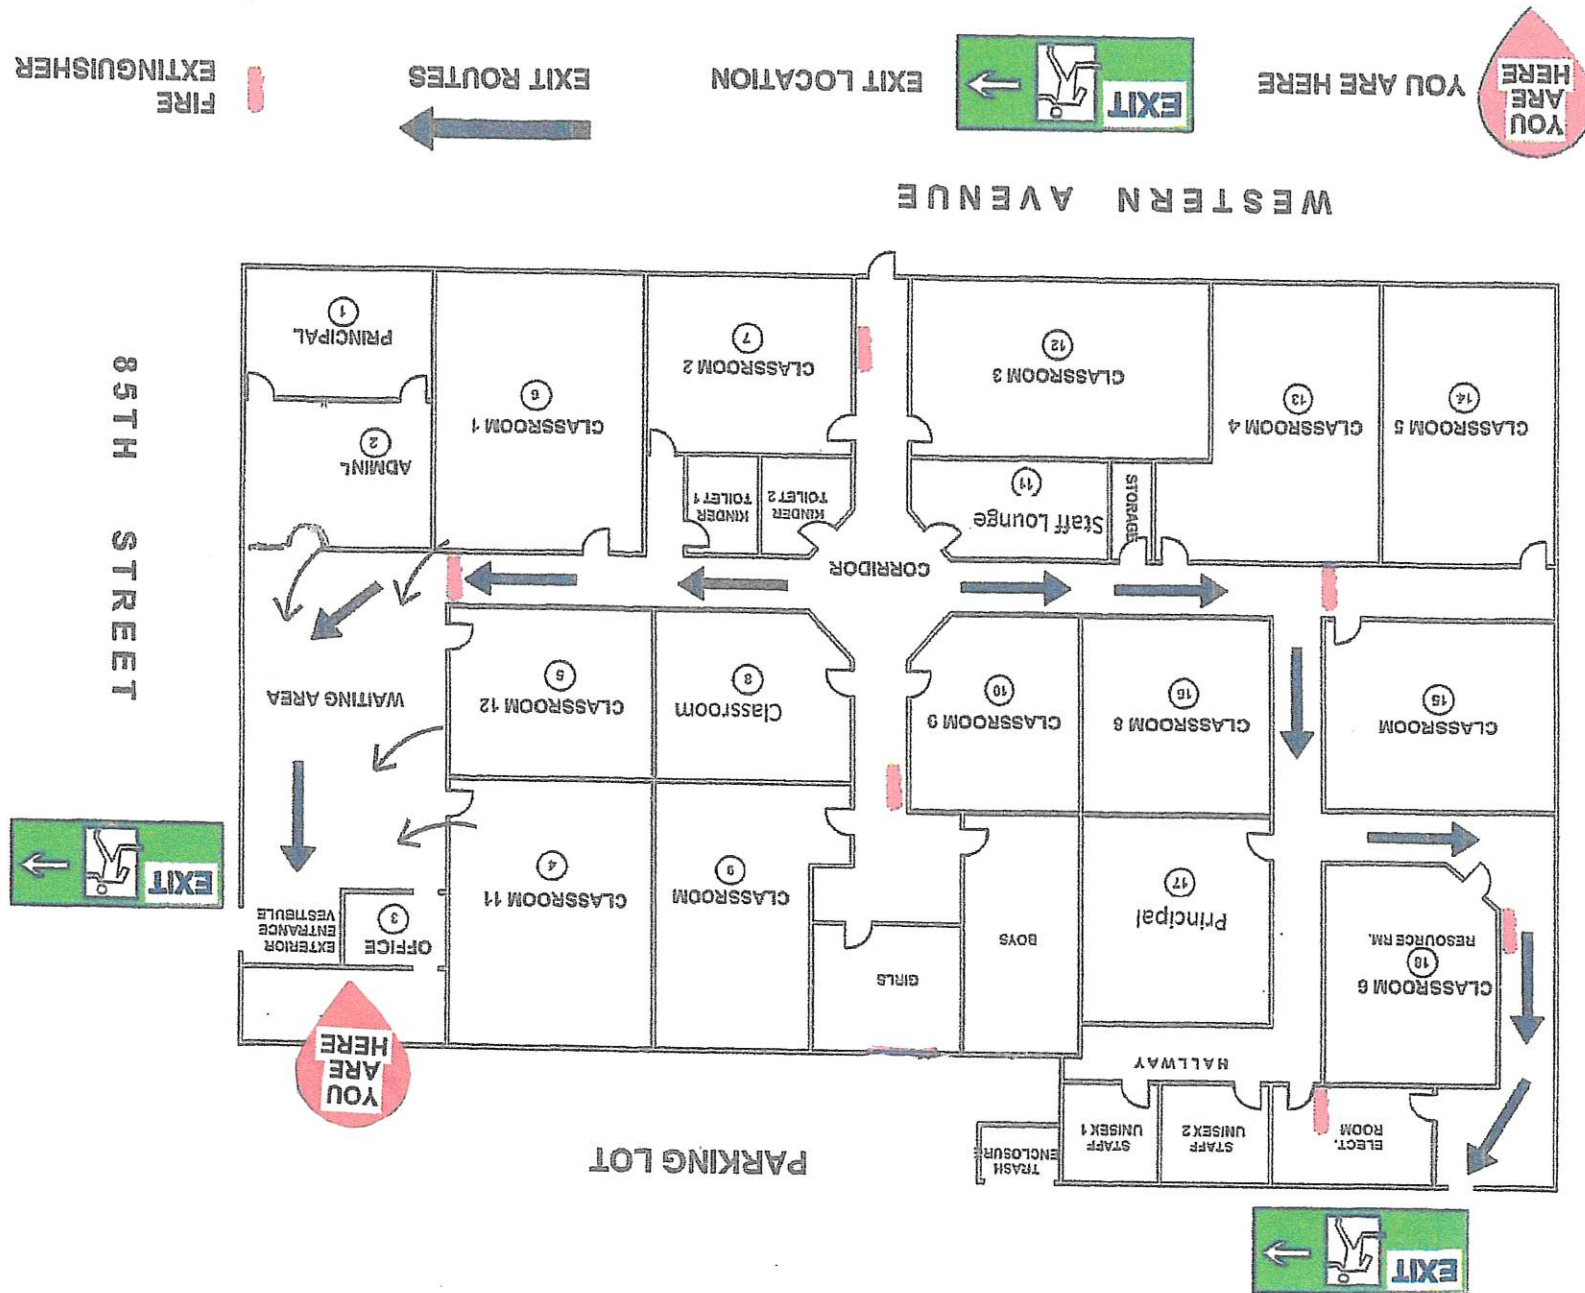 EXIT
PARKING LOT
TRASH
ENCLOSURE
STAFF
UNISEX 1
STAFF
UNISEX 2
ELECT.
ROOM
YOU
ARE
HERE
HALLWAY
OFFICE
3
EXTERIOR
ENTRANCE
VESTIBULE
CLASSROOM 11
4
CLASSROOM
9
GIRLS
BOYS
Principal
17
CLASSROOM 6
18
RESOURCE RM.
EXIT
WAITING AREA
CLASSROOM 12
5
Classroom
8
CLASSROOM 9
10
CLASSROOM 8
16
CLASSROOM
15
85TH STREET
CORRIDOR
ADMIN'L
2
CLASSROOM 1
6
KINDER
TOILET 1
KINDER
TOILET 2
Staff Lounge
11
STORAGE
PRINCIPAL
1
CLASSROOM 2
7
CLASSROOM 3
12
CLASSROOM 4
13
CLASSROOM 5
14
WESTERN AVENUE
YOU
ARE
HERE
YOU ARE HERE
EXIT
EXIT LOCATION
EXIT ROUTES
FIRE
EXTINGUISHER